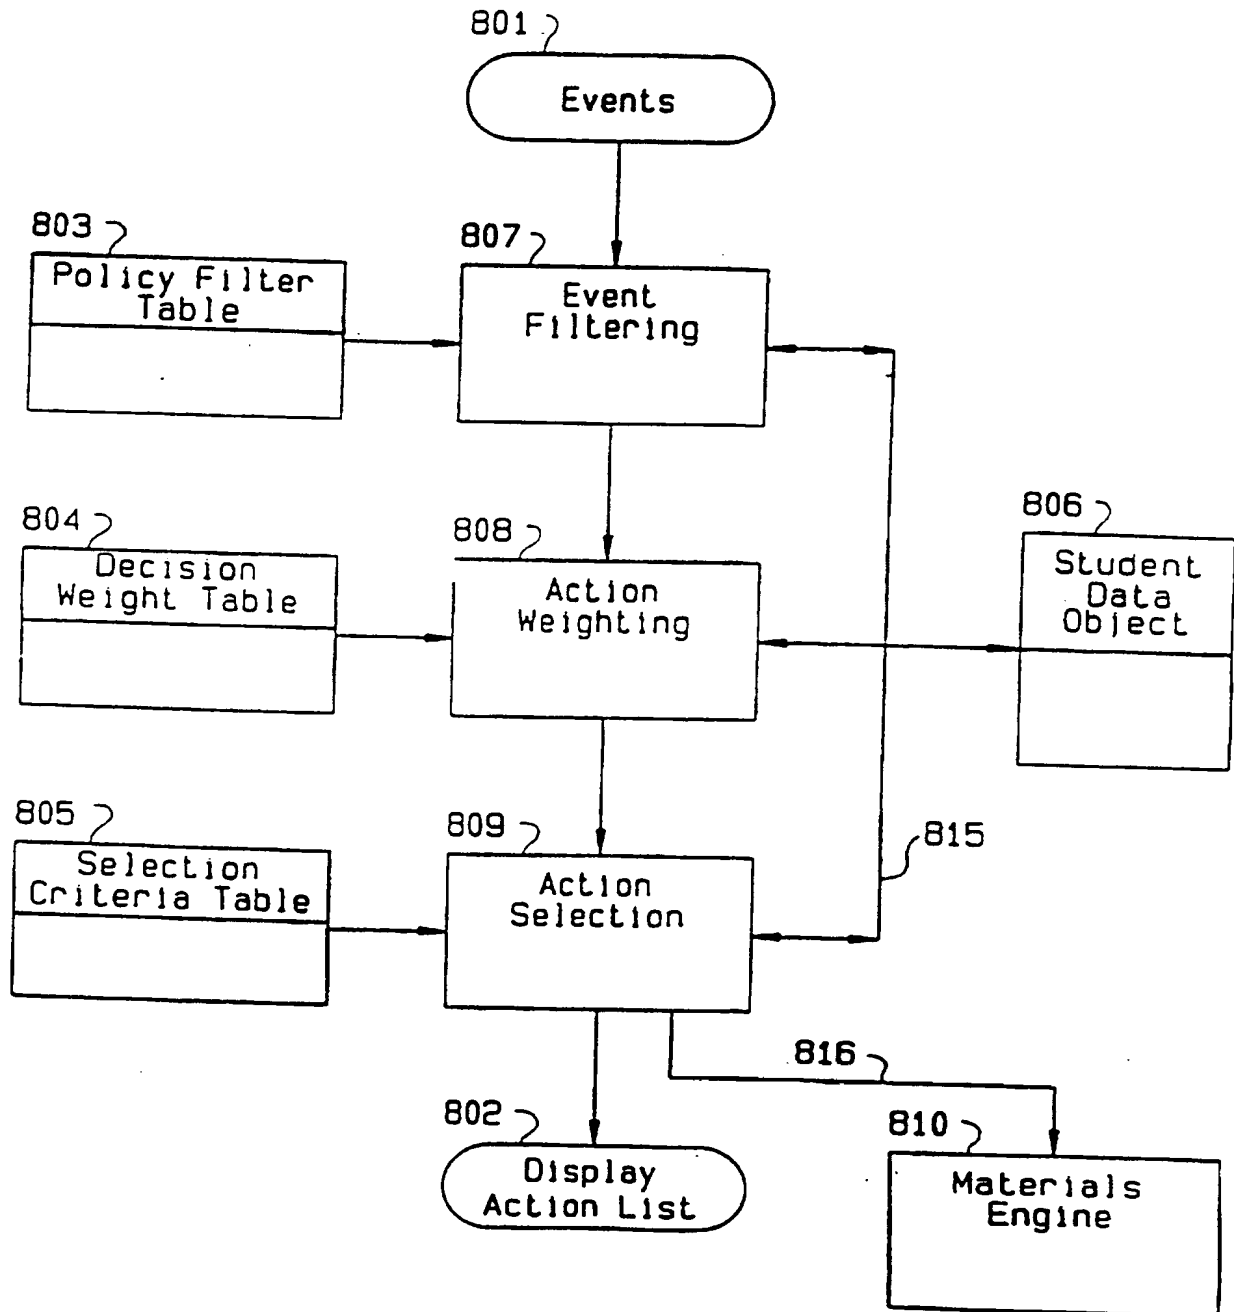 801
Events
803
Policy Filter
Table
807
Event
Filtering
804
Decision
Weight Table
808
Action
Weighting
806
Student
Data
Object
805
Selection
Criteria Table
809
Action
Selection
815
816
802
Display
Action List
810
Materials
Engine